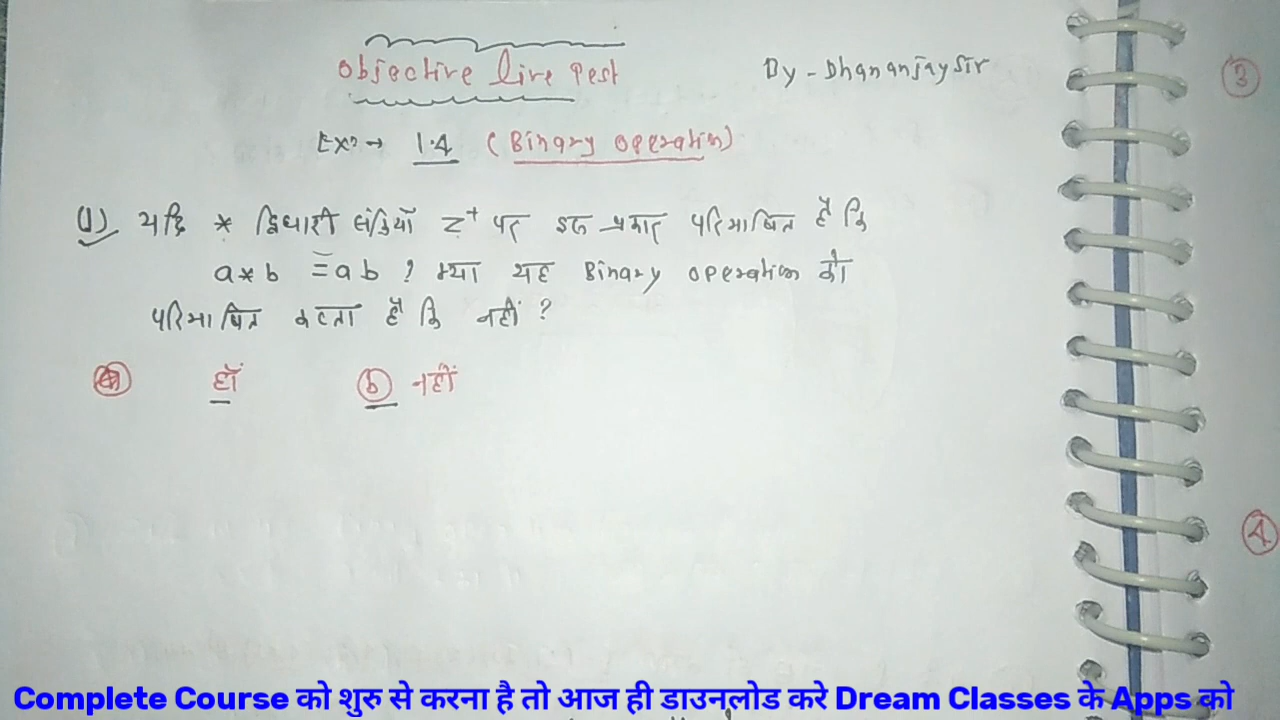 Objective live Test
By - Dhananjay Sir
Exn → 1.4 (Binary operation)
(1) यदि * द्विधारी संक्रियाँ Z+ पर इस प्रकार परिभाषित है कि
a*b = ab ? क्या यह Binary operation को
परिभाषित करता है कि नहीं ?
(a) हाँ (b) नहीं
3
4
Complete Course को शुरु से करना है तो आज ही डाउनलोड करे Dream Classes के Apps को